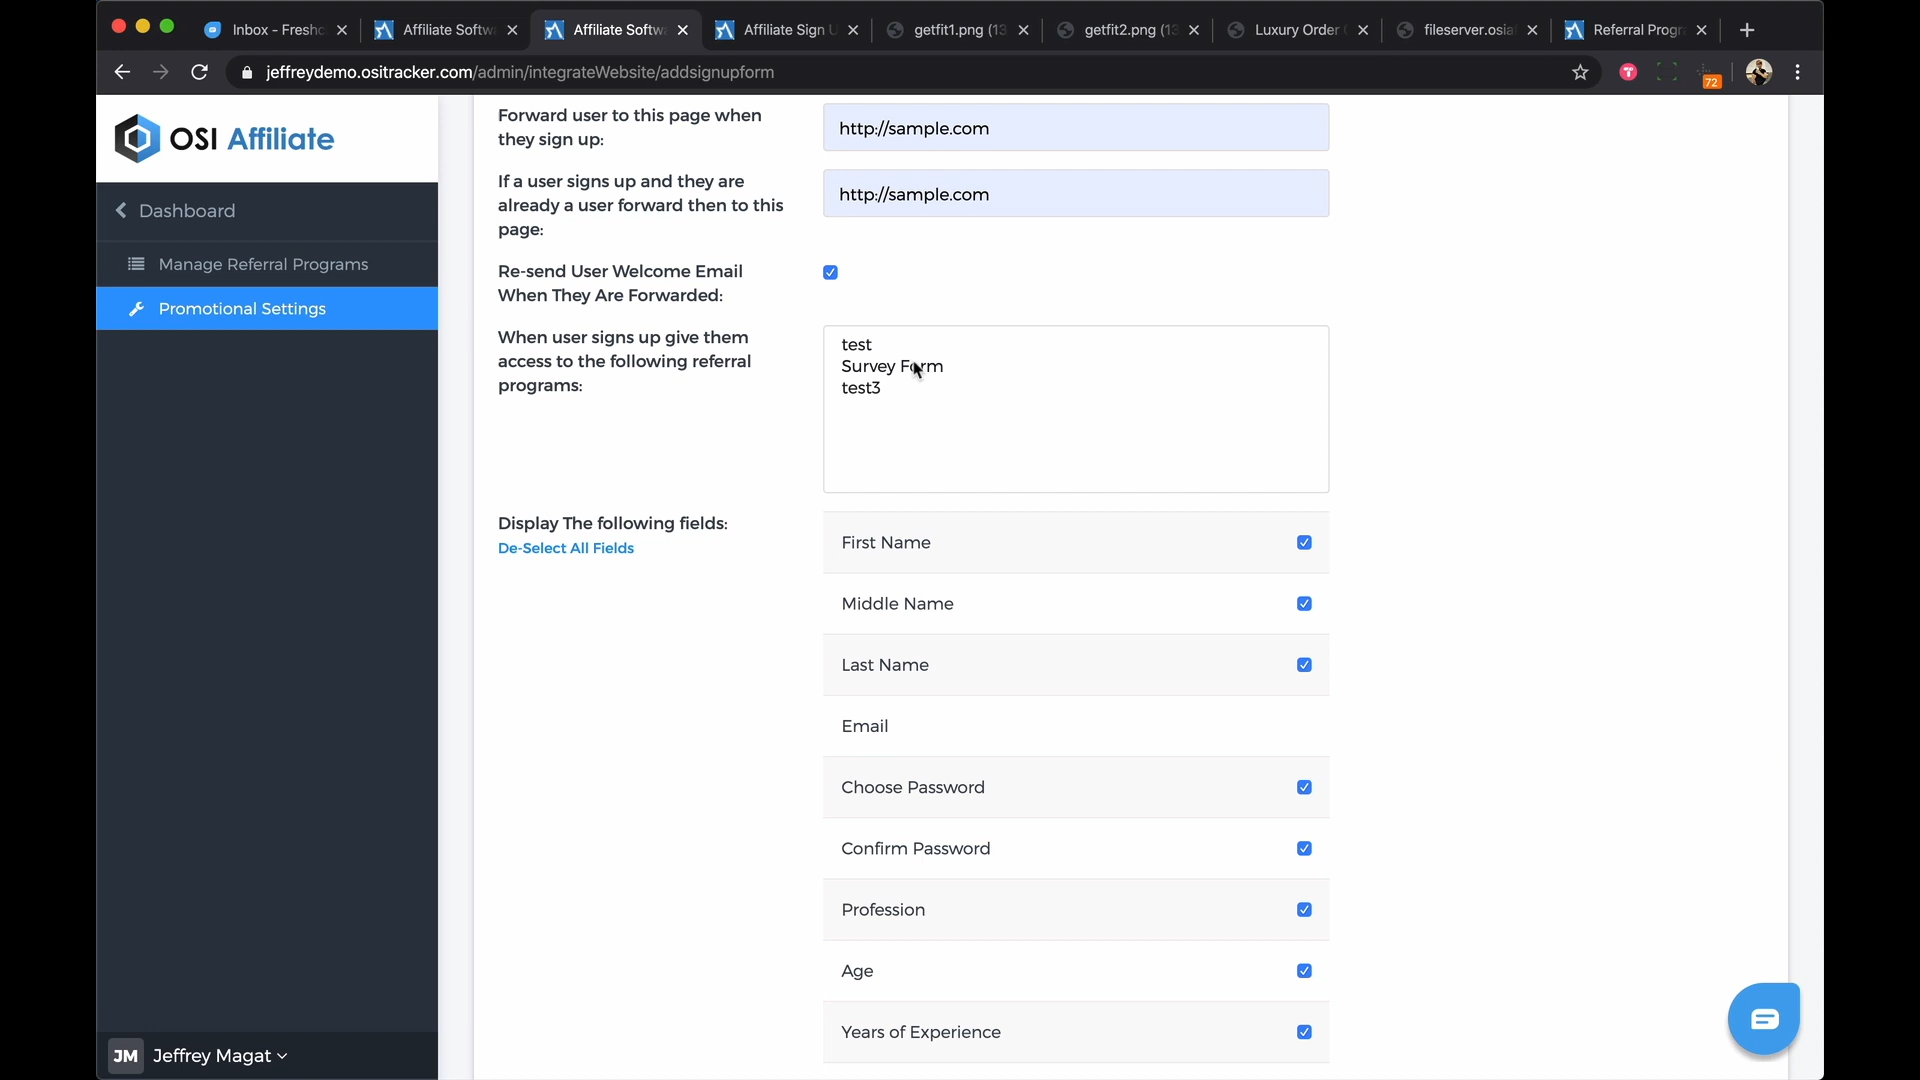 Inbox - Freshc
Affiliate Softw
Affiliate Softw
Affiliate Sign U
getfit1.png (13
getfit2.png (13
Luxury Order
fileserver.osia
Referral Progr
jeffreydemo.ositracker.com/admin/integrateWebsite/addsignupform
72
OSI Affiliate
Dashboard
Manage Referral Programs
Promotional Settings
Forward user to this page when
they sign up:
http://sample.com
If a user signs up and they are
already a user forward then to this
page:
http://sample.com
Re-send User Welcome Email
When They Are Forwarded:
When user signs up give them
access to the following referral
programs:
test
Survey Form
test3
Display The following fields:
De-Select All Fields
First Name
Middle Name
Last Name
Email
Choose Password
Confirm Password
Profession
Age
Years of Experience
JM Jeffrey Magat